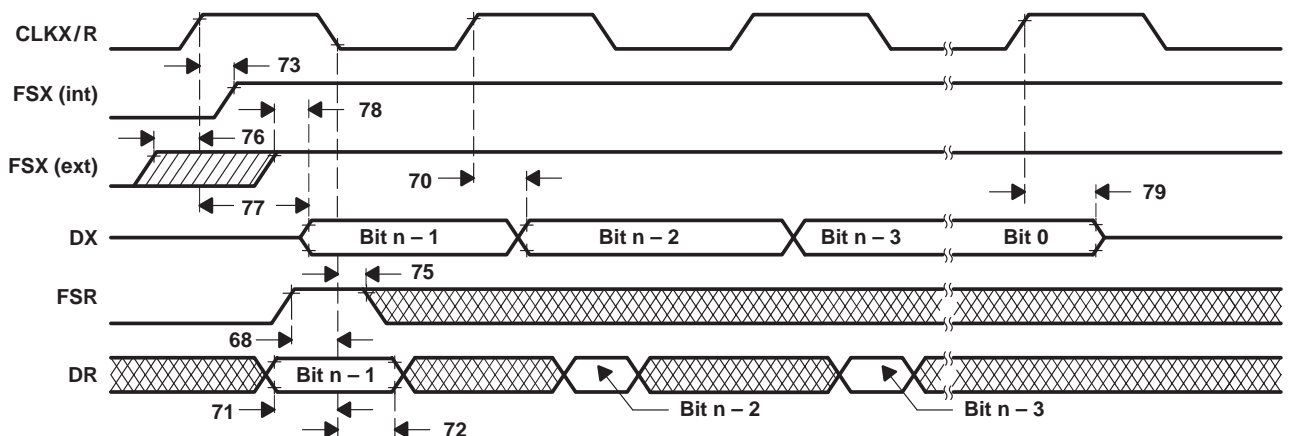 CLKX/R
73
FSX (int)
78
76
FSX (ext)
70
79
77
DX
Bit n – 1
Bit n – 2
Bit n – 3
Bit 0
75
FSR
68
DR
Bit n – 1
71
Bit n – 2
Bit n – 3
72